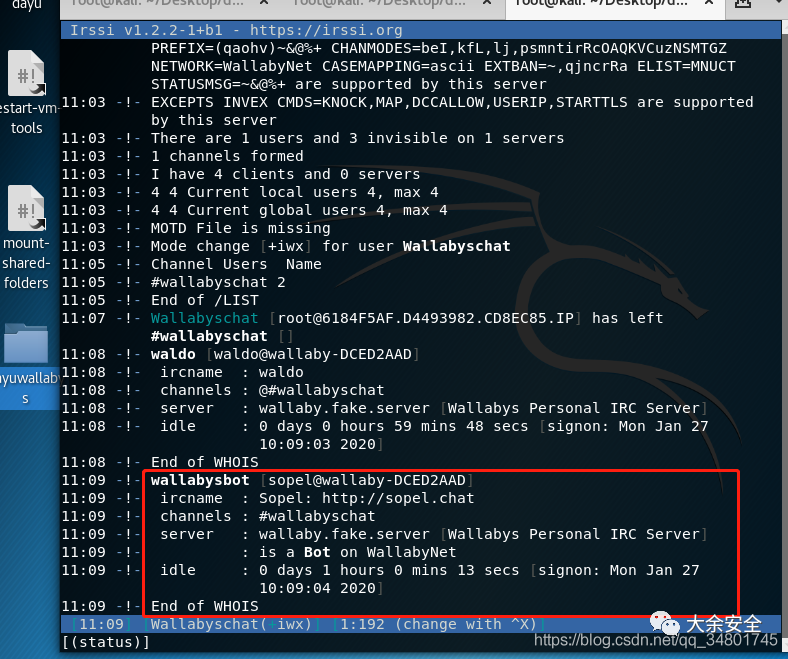 dayu
root@kali: ~/Desktop/d...
root@kali: ~/Desktop/d...
root@kali: ~/Desktop/d...
Irssi v1.2.2-1+b1 - https://irssi.org
PREFIX=(qaohv)~&@%+ CHANMODES=beI,kfL,lj,psmntirRcOAQKVCuzNSMTGZ
NETWORK=WallabyNet CASEMAPPING=ascii EXTBAN=~,qjncrRa ELIST=MNUCT
STATUSMSG=~&@%+ are supported by this server
11:03 -!- EXCEPTS INVEX CMDS=KNOCK,MAP,DCCALLOW,USERIP,STARTTLS are supported
by this server
11:03 -!- There are 1 users and 3 invisible on 1 servers
11:03 -!- 1 channels formed
11:03 -!- I have 4 clients and 0 servers
11:03 -!- 4 4 Current local users 4, max 4
11:03 -!- 4 4 Current global users 4, max 4
11:03 -!- MOTD File is missing
11:03 -!- Mode change [+iwx] for user Wallabyschat
11:05 -!- Channel Users  Name
11:05 -!- #wallabyschat 2
11:05 -!- End of /LIST
11:07 -!- Wallabyschat [root@6184F5AF.D4493982.CD8EC85.IP] has left
#wallabyschat []
11:08 -!- waldo [waldo@wallaby-DCED2AAD]
11:08 -!-  ircname  : waldo
11:08 -!-  channels : @#wallabyschat
11:08 -!-  server   : wallaby.fake.server [Wallabys Personal IRC Server]
11:08 -!-  idle     : 0 days 0 hours 59 mins 48 secs [signon: Mon Jan 27
10:09:03 2020]
11:08 -!- End of WHOIS
11:09 -!- wallabysbot [sopel@wallaby-DCED2AAD]
11:09 -!-  ircname  : Sopel: http://sopel.chat
11:09 -!-  channels : #wallabyschat
11:09 -!-  server   : wallaby.fake.server [Wallabys Personal IRC Server]
11:09 -!-           : is a Bot on WallabyNet
11:09 -!-  idle     : 0 days 1 hours 0 mins 13 secs [signon: Mon Jan 27
10:09:04 2020]
11:09 -!- End of WHOIS
[11:09] [Wallabyschat(+iwx)] [1:192 (change with ^X)]
[(status)]
#!
estart-vm-
tools
#!
mount-
shared-
folders
ayuwallaby
s
大余安全
https://blog.csdn.net/qq_34801745